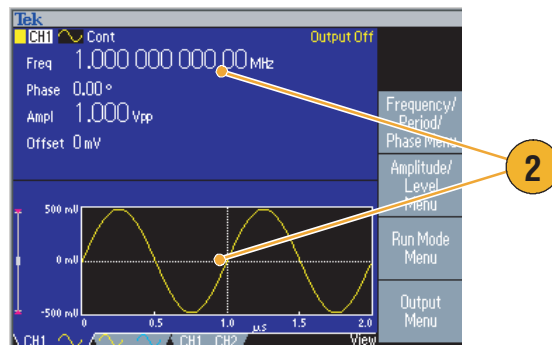 Tek
CH1 Cont Output Off
Freq 1.000 000 000,00 MHz
Phase 0.00 °
Ampl 1.000 Vpp
Offset 0 mV
Frequency/
Period/
Phase Menu
Amplitude/
Level
Menu
2
500 mV
0 mV
-500 mV
0 0.5 1.0 1.5 2.0
µs
Run Mode
Menu
Output
Menu
CH1 CH1 CH2 View